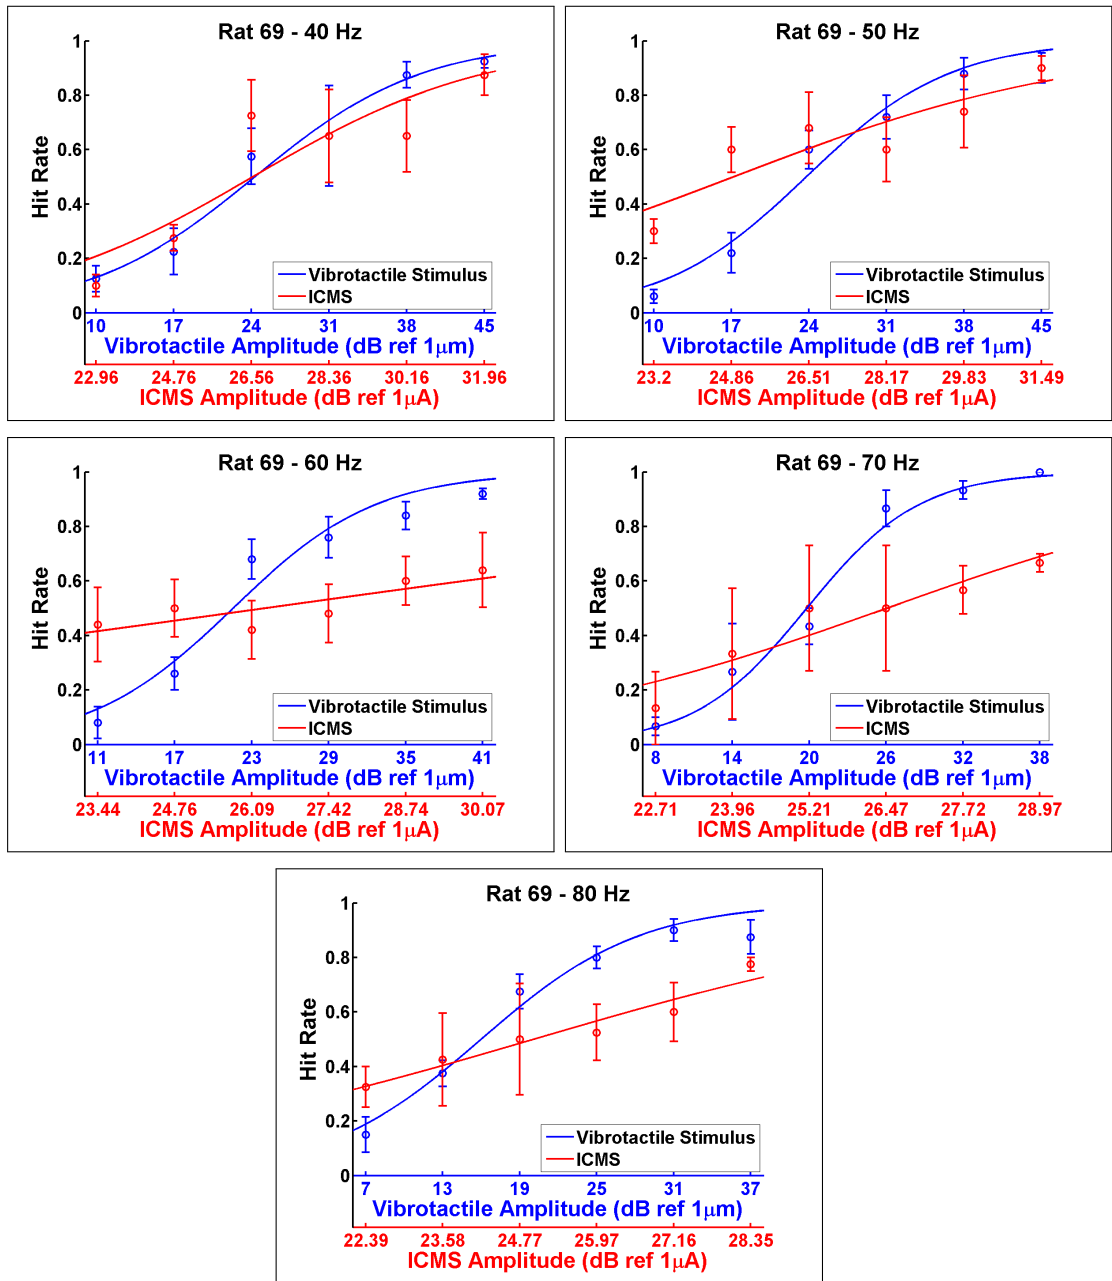 Rat 69 - 40 Hz
1
0.8
0.6
0.4
0.2
0
Hit Rate
Vibrotactile Stimulus
ICMS
10 17 24 31 38 45
Vibrotactile Amplitude (dB ref 1μm)
22.96 24.76 26.56 28.36 30.16 31.96
ICMS Amplitude (dB ref 1μA)
Rat 69 - 50 Hz
1
0.8
0.6
0.4
0.2
0
Hit Rate
Vibrotactile Stimulus
ICMS
10 17 24 31 38 45
Vibrotactile Amplitude (dB ref 1μm)
23.2 24.86 26.51 28.17 29.83 31.49
ICMS Amplitude (dB ref 1μA)
Rat 69 - 60 Hz
1
0.8
0.6
0.4
0.2
0
Hit Rate
Vibrotactile Stimulus
ICMS
11 17 23 29 35 41
Vibrotactile Amplitude (dB ref 1μm)
23.44 24.76 26.09 27.42 28.74 30.07
ICMS Amplitude (dB ref 1μA)
Rat 69 - 70 Hz
1
0.8
0.6
0.4
0.2
0
Hit Rate
Vibrotactile Stimulus
ICMS
8 14 20 26 32 38
Vibrotactile Amplitude (dB ref 1μm)
22.71 23.96 25.21 26.47 27.72 28.97
ICMS Amplitude (dB ref 1μA)
Rat 69 - 80 Hz
1
0.8
0.6
0.4
0.2
0
Hit Rate
Vibrotactile Stimulus
ICMS
7 13 19 25 31 37
Vibrotactile Amplitude (dB ref 1μm)
22.39 23.58 24.77 25.97 27.16 28.35
ICMS Amplitude (dB ref 1μA)